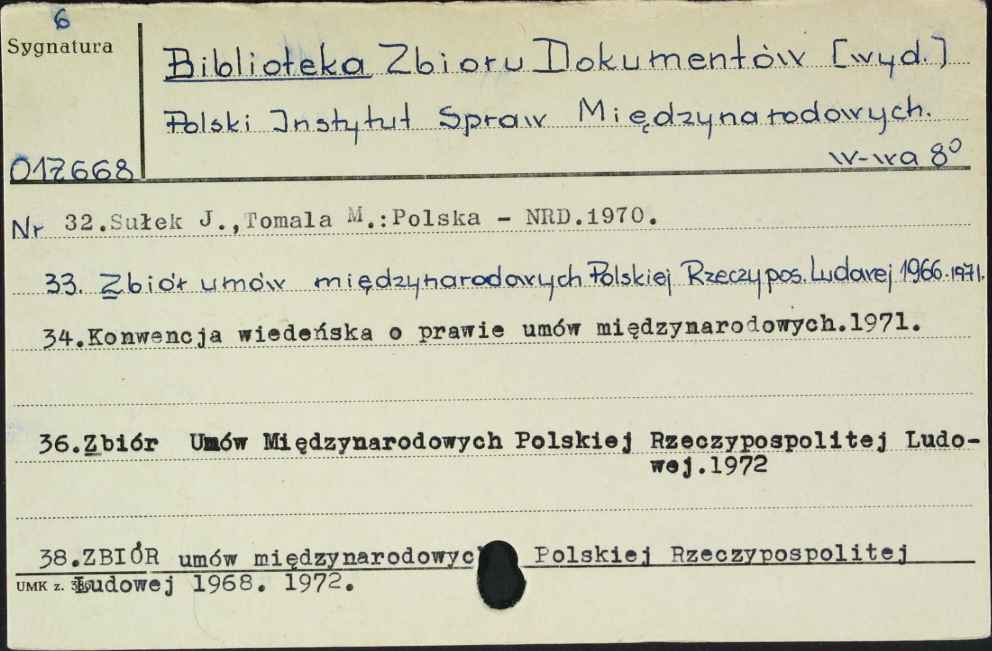 6
Sygnatura
Biblioteka Zbioru Dokumentów [wyd.]
Polski Instytut Spraw Międzynarodowych.
W-wa 8⁰
017668
Nr 32.Sułek J.,Tomala M.:Polska - NRD.1970.
33. Zbiór umów międzynarodowych Polskiej Rzeczypos. Ludowej 1966. 1971.
34.Konwencja wiedeńska o prawie umów międzynarodowych.1971.
36.Zbiór Umów Międzynarodowych Polskiej Rzeczypospolitej Ludo-
wej.1972
38.ZBIÓR umów międzynarodowyc Polskiej Rzeczypospolitej
UMK z. Ludowej 1968. 1972.